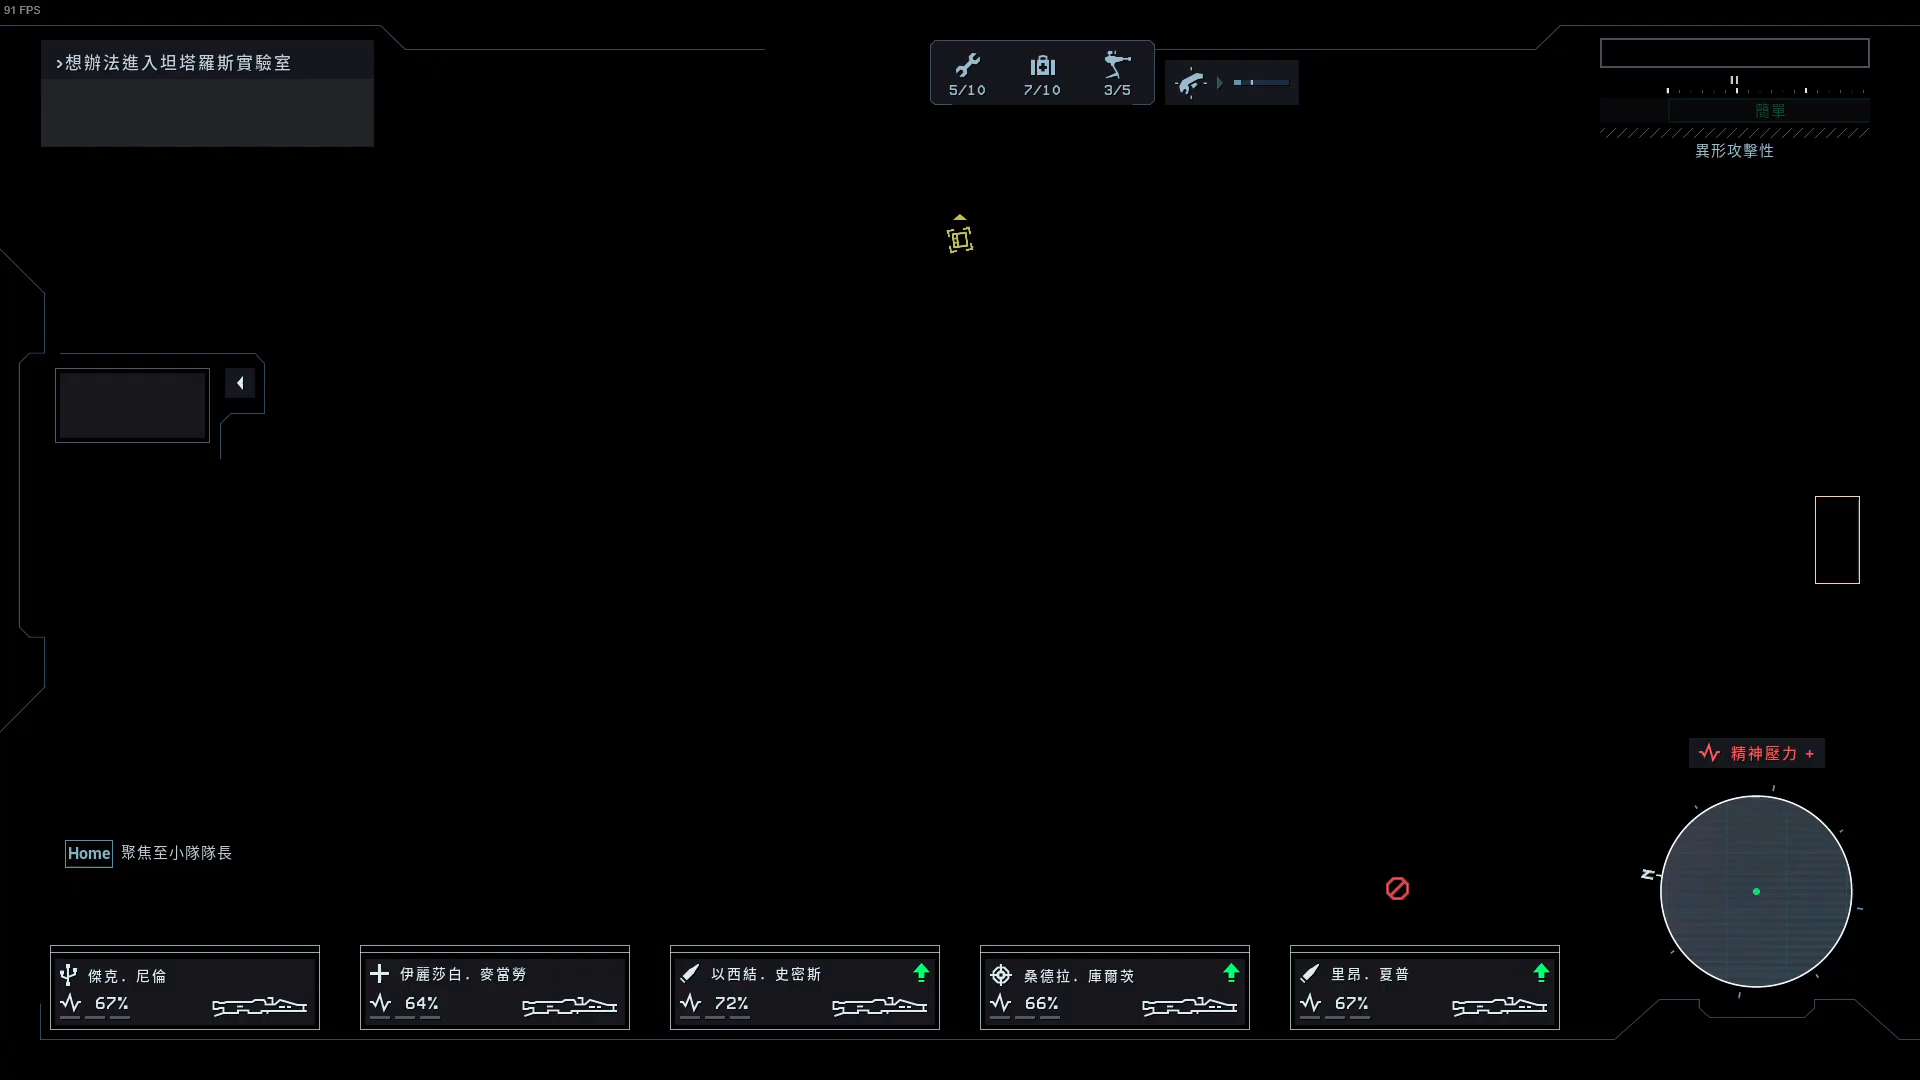 91 FPS
›想辦法進入坦塔羅斯實驗室
5/10
7/10
3/5
簡單
異形攻擊性
精神壓力 +
N
Home 聚焦至小隊隊長
傑克．尼倫
67%
伊麗莎白．麥當勞
64%
以西結．史密斯
72%
桑德拉．庫爾茨
66%
里昂．夏普
67%